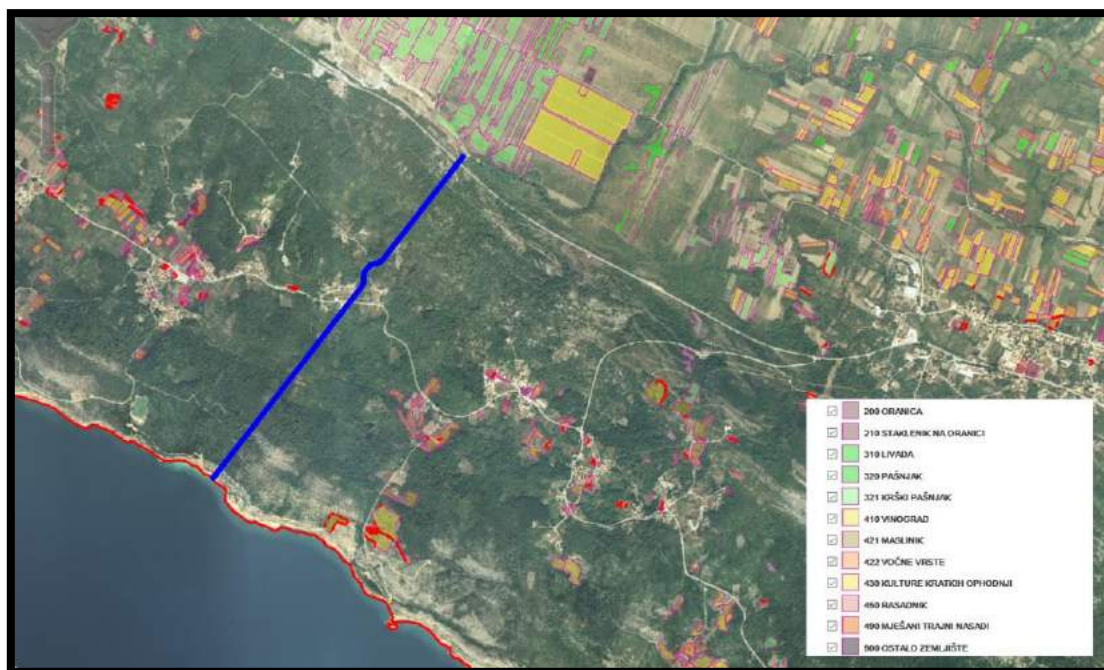 200 ORANICA
210 STAKLENIK NA ORANICI
310 LIVADA
320 PAŠNJAK
321 KRŠKI PAŠNJAK
410 VINOGRAD
421 MASLINIK
422 VOĆNE VRSTE
430 KULTURE KRATKIH OPHODNJI
450 RASADNIK
490 MJEŠANI TRAJNI NASADI
900 OSTALO ZEMLJIŠTE